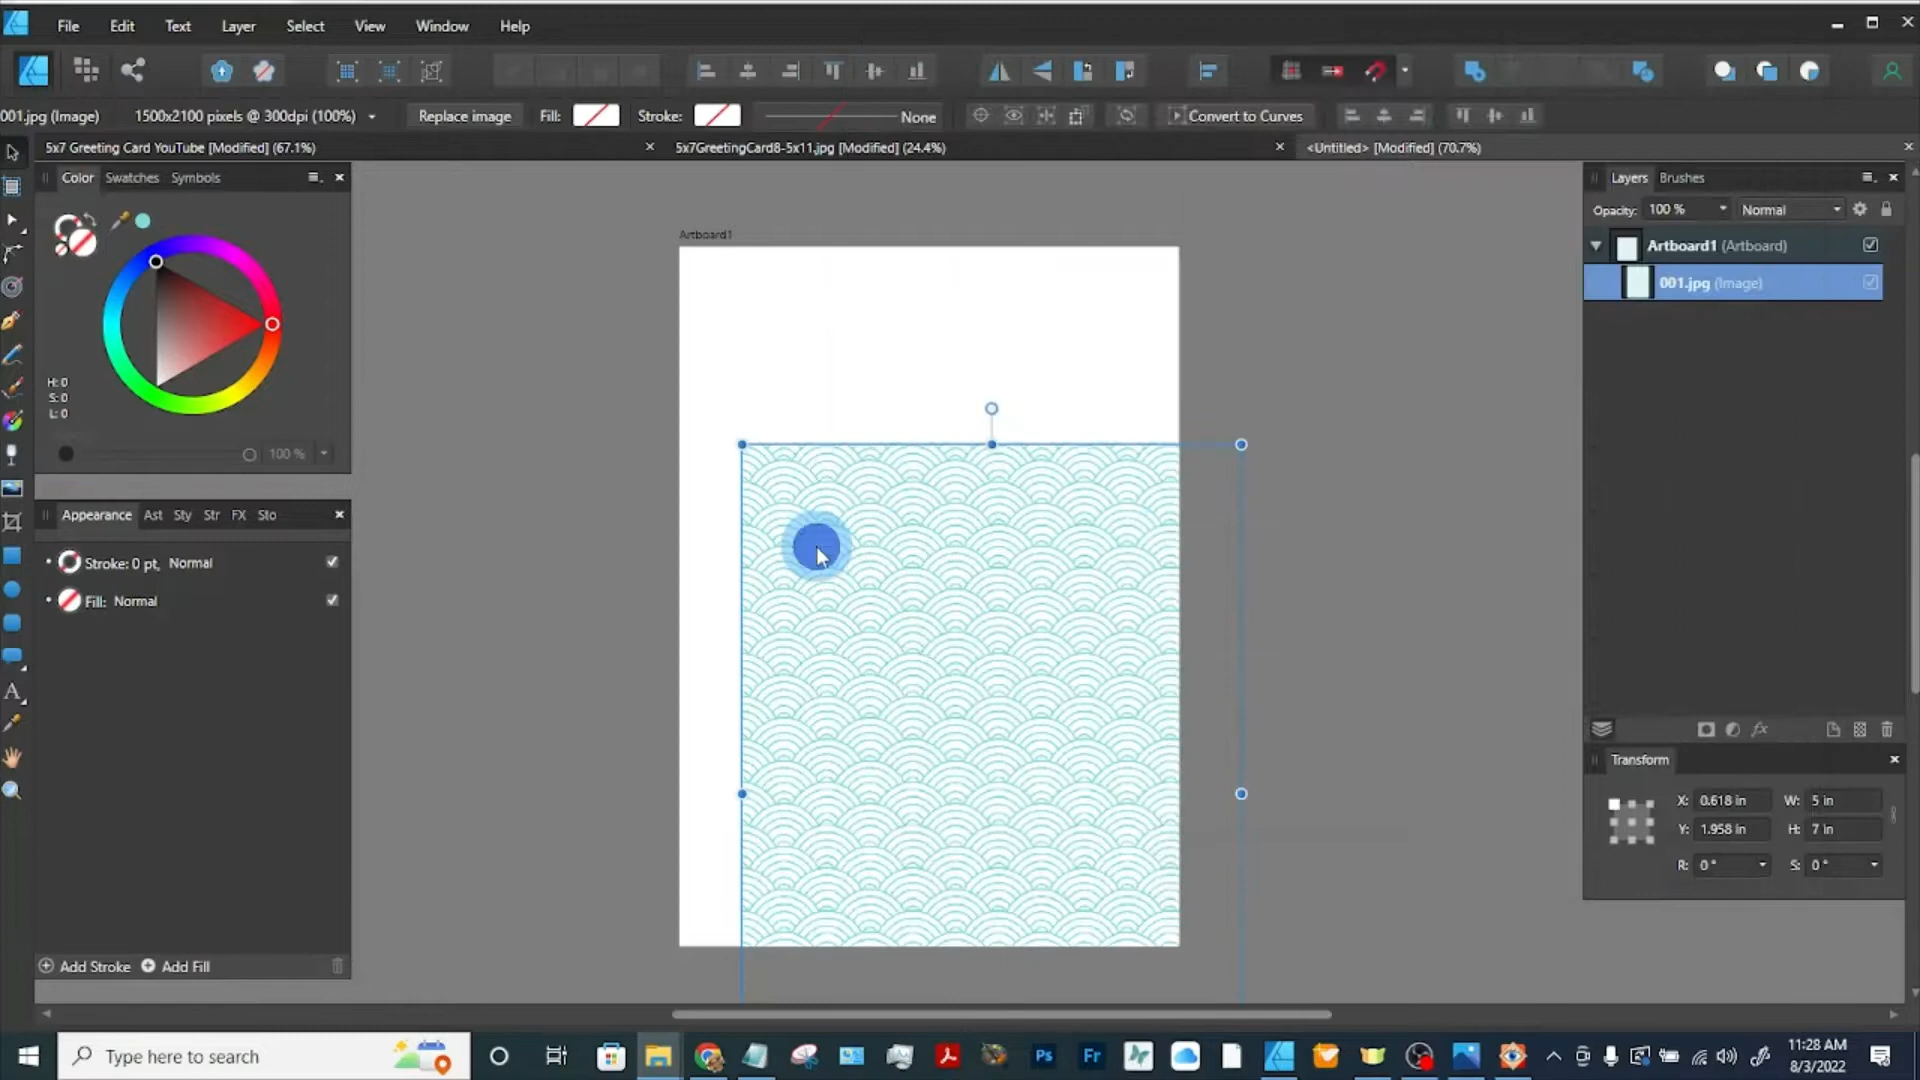 File Edit Text Layer Select View Window Help
001.jpg (Image) 1500x2100 pixels @ 300dpi (100%) Replace image Fill: Stroke: None Convert to Curves
5x7 Greeting Card YouTube [Modified] (67.1%) 5x7GreetingCard8-5x11.jpg [Modified] (24.4%) <Untitled> [Modified] (70.7%)
Color Swatches Symbols
H: 0
S: 0
L: 0
100 %
Appearance Ast Sty Str FX Sto
Stroke: 0 pt, Normal
Fill: Normal
Add Stroke Add Fill
Artboard1
Layers Brushes
Opacity: 100 % Normal
Artboard1 (Artboard)
001.jpg (Image)
Transform
X: 0.618 in W: 5 in
Y: 1.958 in H: 7 in
R: 0 ° S: 0 °
Type here to search
Ps Fr
11:28 AM
8/3/2022